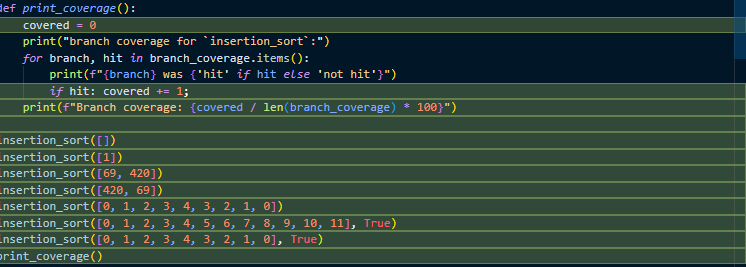 def print_coverage():
    covered = 0
    print("branch coverage for `insertion_sort`:")
    for branch, hit in branch_coverage.items():
        print(f"{branch} was {'hit' if hit else 'not hit'}")
        if hit: covered += 1;
    print(f"Branch coverage: {covered / len(branch_coverage) * 100}")

insertion_sort([])
insertion_sort([1])
insertion_sort([69, 420])
insertion_sort([420, 69])
insertion_sort([0, 1, 2, 3, 4, 3, 2, 1, 0])
insertion_sort([0, 1, 2, 3, 4, 5, 6, 7, 8, 9, 10, 11], True)
insertion_sort([0, 1, 2, 3, 4, 3, 2, 1, 0], True)
print_coverage()